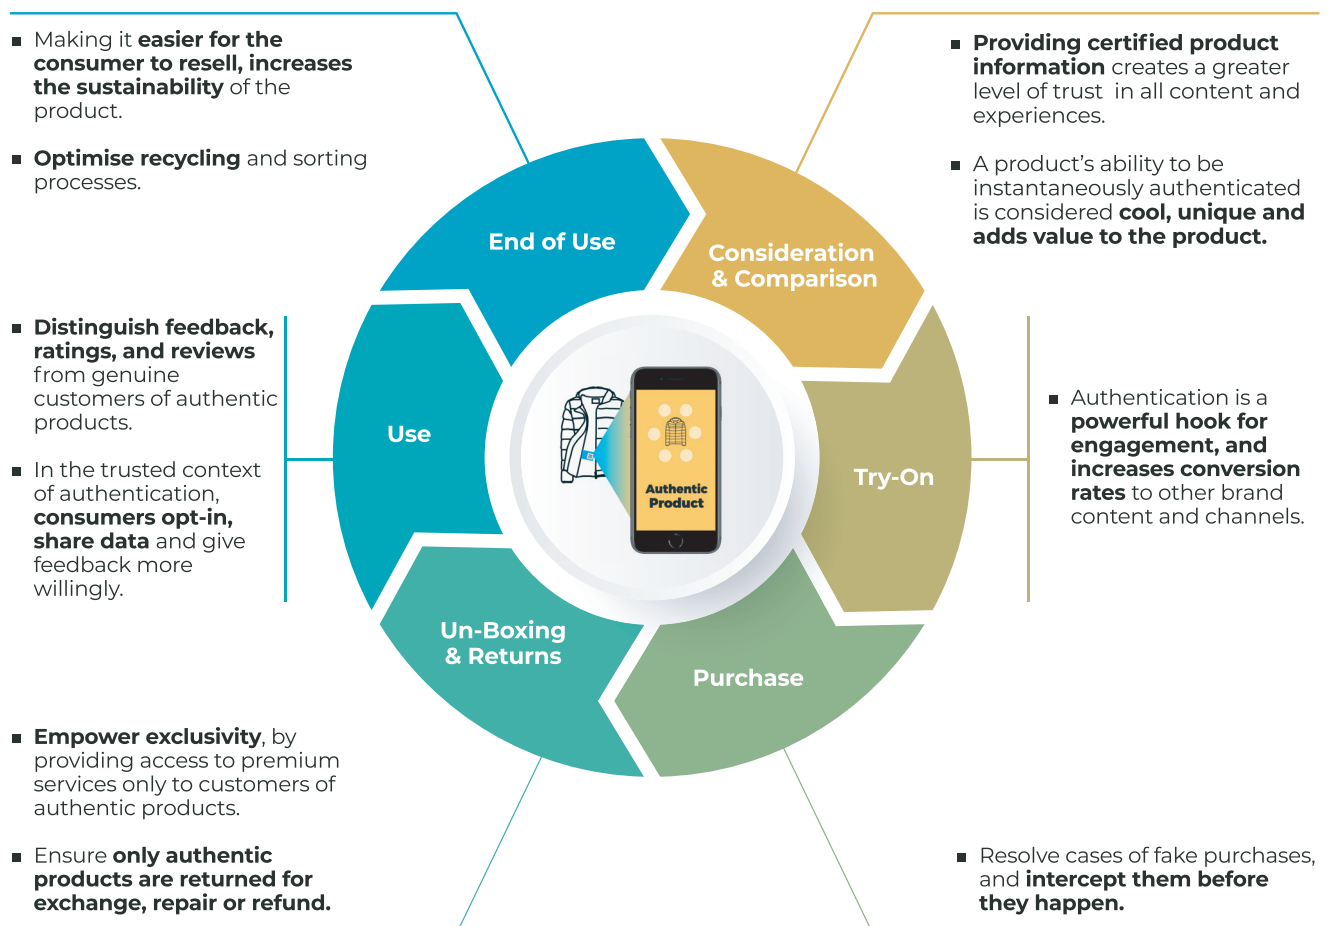 Making it easier for the
consumer to resell, increases
the sustainability of the
product.
Optimise recycling and sorting
processes.
Providing certified product
information creates a greater
level of trust in all content and
experiences.
A product's ability to be
instantaneously authenticated
is considered cool, unique and
adds value to the product.
End of Use
Consideration
& Comparison
Distinguish feedback,
ratings, and reviews
from genuine
customers of authentic
products.
In the trusted context
of authentication,
consumers opt-in,
share data and give
feedback more
willingly.
Use
Authentic
Product
Try-On
Authentication is a
powerful hook for
engagement, and
increases conversion
rates to other brand
content and channels.
Un-Boxing
& Returns
Purchase
Empower exclusivity, by
providing access to premium
services only to customers of
authentic products.
Ensure only authentic
products are returned for
exchange, repair or refund.
Resolve cases of fake purchases,
and intercept them before
they happen.